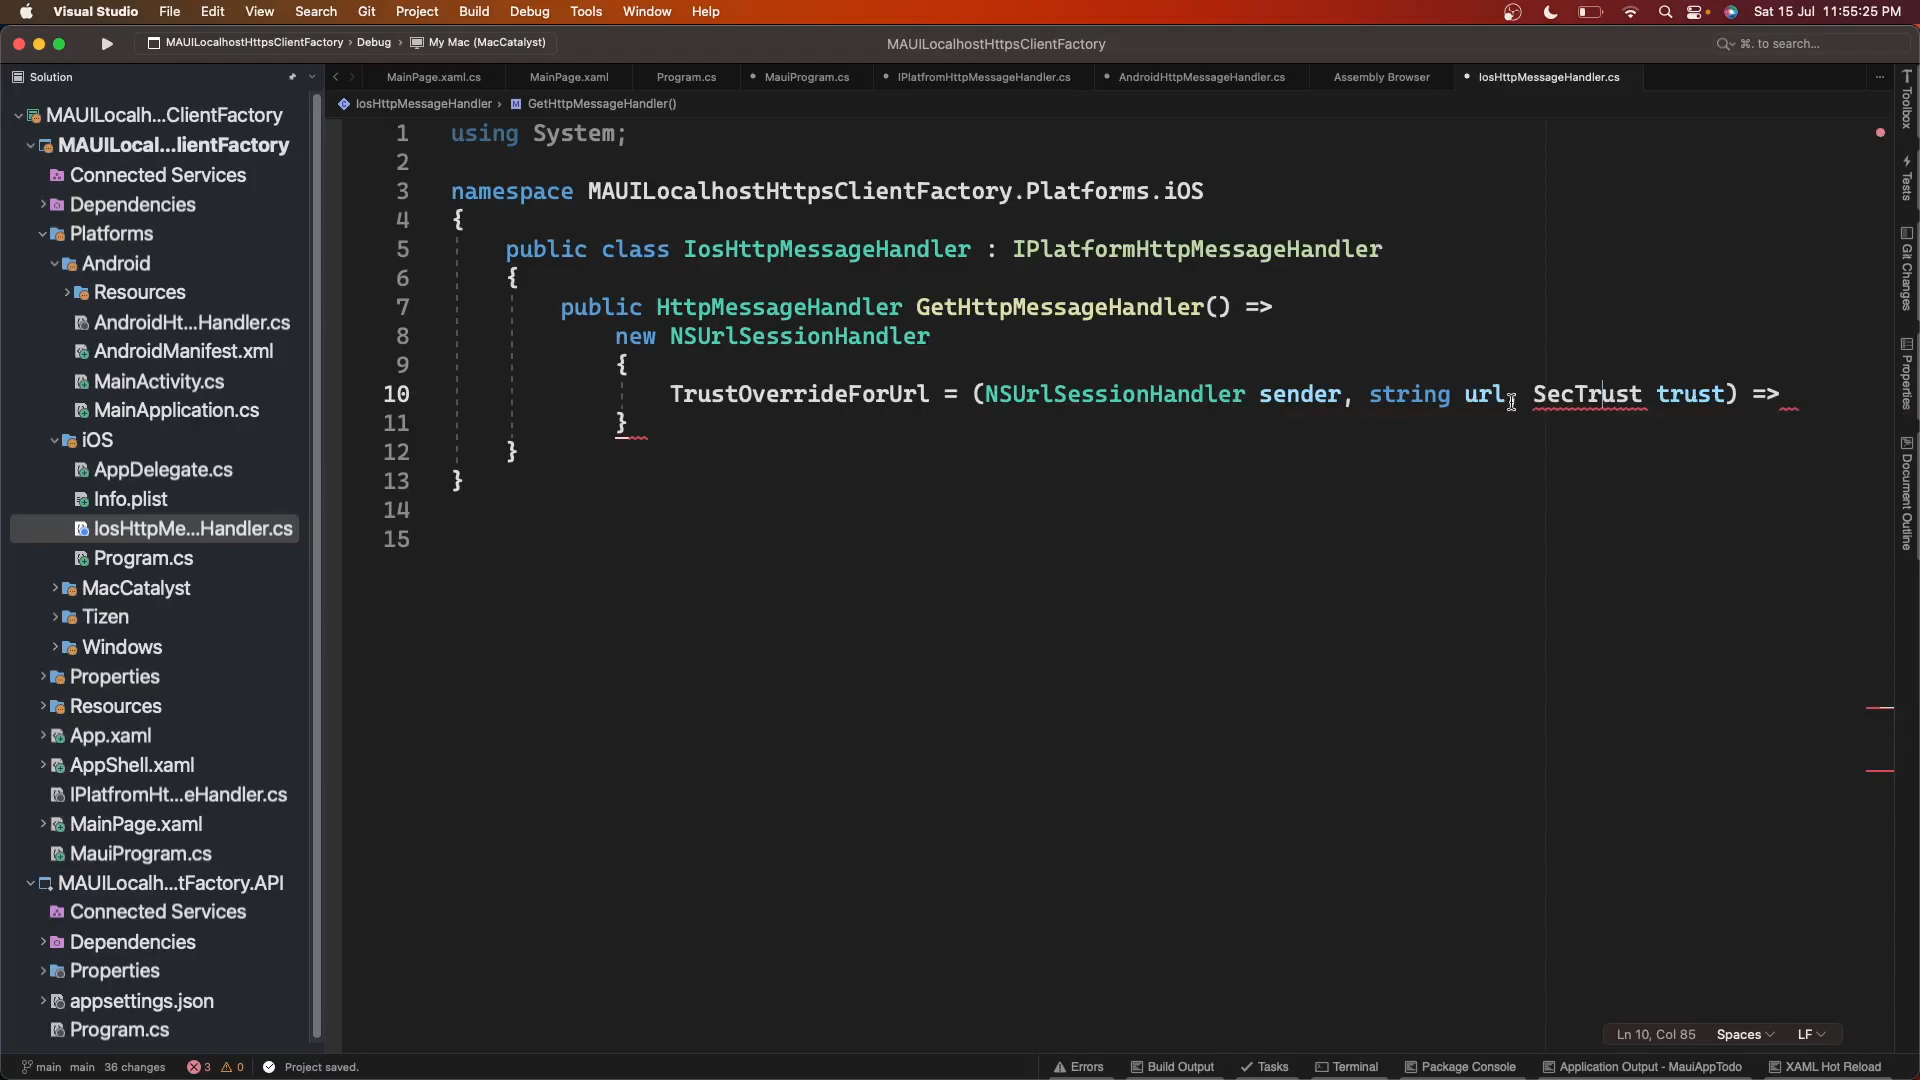 Visual Studio File Edit View Search Git Project Build Debug Tools Window Help Sat 15 Jul 11:55:25 PM
MAUILocalhostHttpsClientFactory › Debug › My Mac (MacCatalyst) MAUILocalhostHttpsClientFactory ⌘. to search...
Solution MainPage.xaml.cs MainPage.xaml Program.cs MauiProgram.cs IPlatfromHttpMessageHandler.cs AndroidHttpMessageHandler.cs Assembly Browser IosHttpMessageHandler.cs
IosHttpMessageHandler › GetHttpMessageHandler()
MAUILocalh...ClientFactory
MAUILocal...lientFactory
Connected Services
Dependencies
Platforms
Android
Resources
AndroidHt...Handler.cs
AndroidManifest.xml
MainActivity.cs
MainApplication.cs
iOS
AppDelegate.cs
Info.plist
IosHttpMe...Handler.cs
Program.cs
MacCatalyst
Tizen
Windows
Properties
Resources
App.xaml
AppShell.xaml
IPlatfromHt...eHandler.cs
MainPage.xaml
MauiProgram.cs
MAUILocalh...tFactory.API
Connected Services
Dependencies
Properties
appsettings.json
Program.cs
1 using System;
2
3 namespace MAUILocalhostHttpsClientFactory.Platforms.iOS
4 {
5 public class IosHttpMessageHandler : IPlatformHttpMessageHandler
6 {
7 public HttpMessageHandler GetHttpMessageHandler() =>
8 new NSUrlSessionHandler
9 {
10 TrustOverrideForUrl = (NSUrlSessionHandler sender, string url, SecTrust trust) =>
11 }
12 }
13 }
14
15
Toolbox
Tests
Git Changes
Properties
Document Outline
Ln 10, Col 85 Spaces LF
main main 36 changes 3 0 Project saved. Errors Build Output Tasks Terminal Package Console Application Output - MauiAppTodo XAML Hot Reload